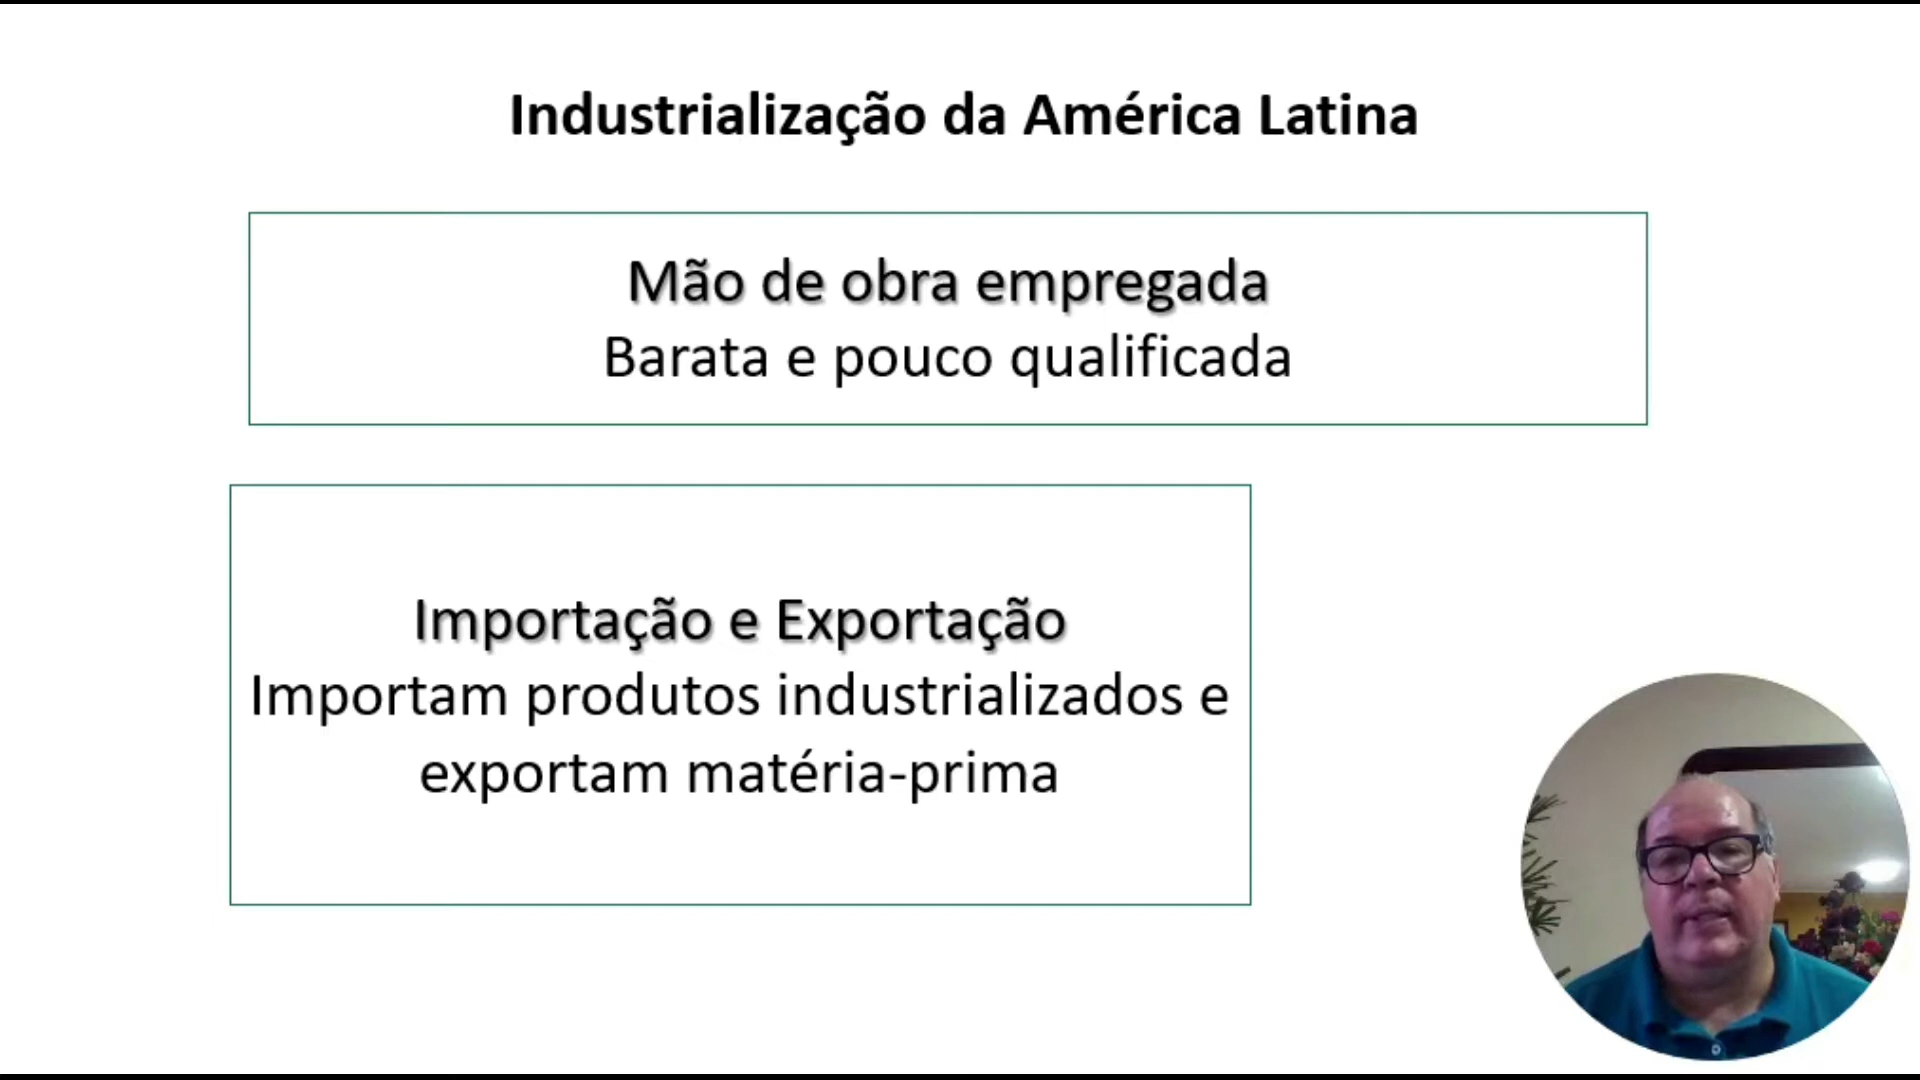 Industrialização da América Latina
Mão de obra empregada
Barata e pouco qualificada
Importação e Exportação
Importam produtos industrializados e
exportam matéria-prima